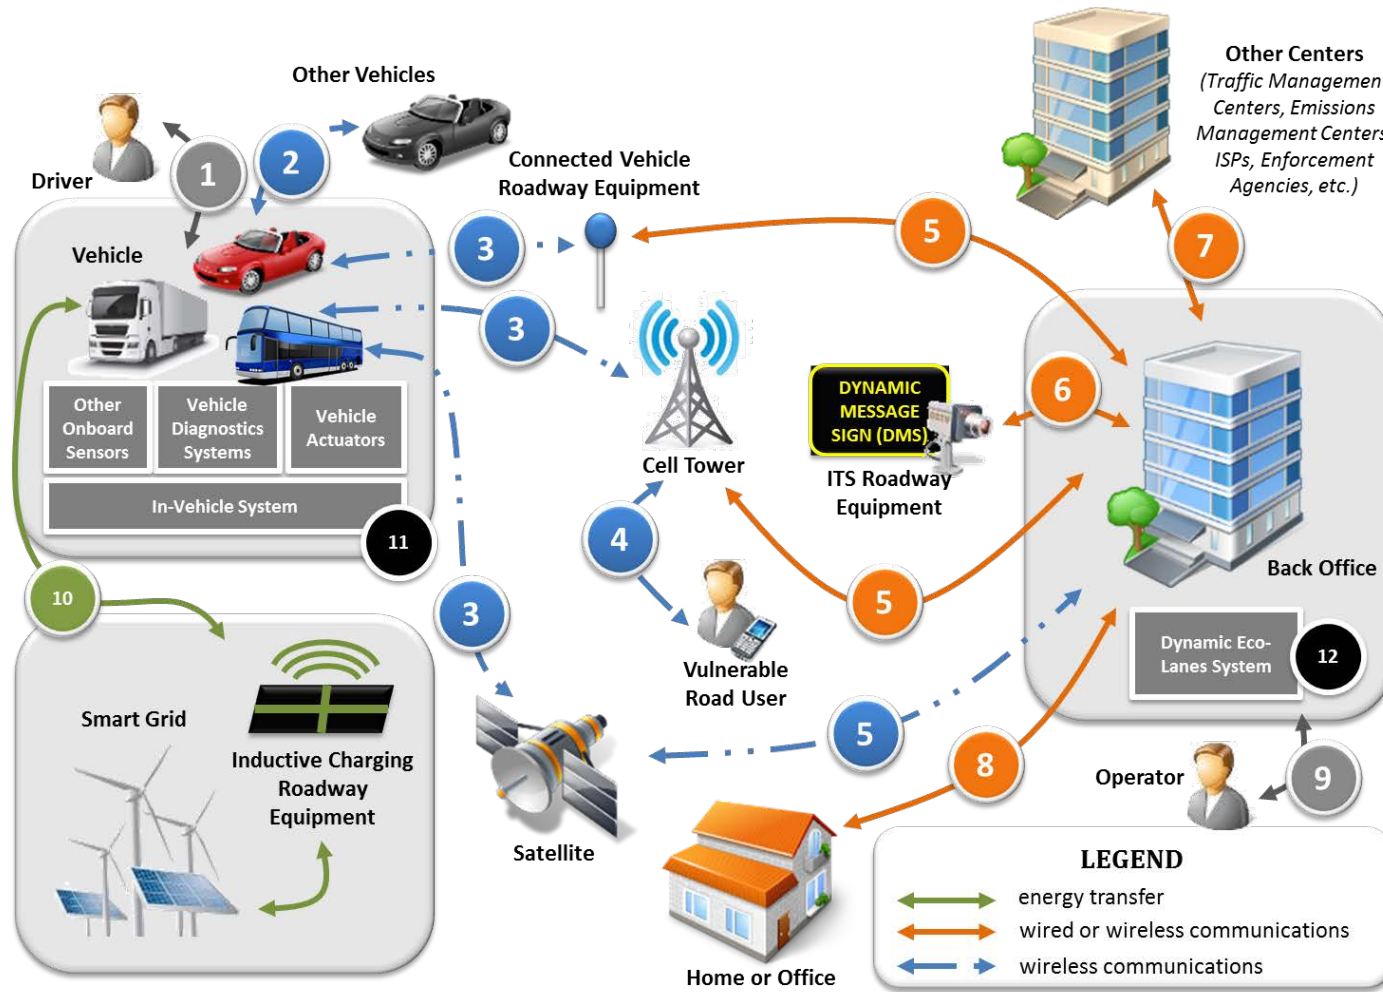 Other Vehicles
Driver
1
2
Connected Vehicle
Roadway Equipment
Other Centers
(Traffic Managemen
Centers, Emissions
Management Centers
ISPs, Enforcement
Agencies, etc.)
Vehicle
3
5
7
3
Other
Onboard
Sensors
Vehicle
Diagnostics
Systems
Vehicle
Actuators
In-Vehicle System
11
Cell Tower
DYNAMIC
MESSAGE
SIGN (DMS)
ITS Roadway
Equipment
6
Back Office
4
10
3
5
Vulnerable
Road User
Dynamic Eco-
Lanes System
12
Smart Grid
Inductive Charging
Roadway
Equipment
Satellite
5
8
Operator
9
Home or Office
LEGEND
energy transfer
wired or wireless communications
wireless communications